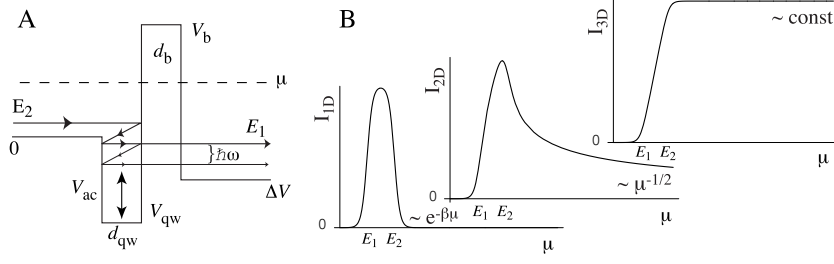 A
V_b
d_b
μ
E_2
E_1
0
}ħω
V_ac
ΔV
V_qw
d_qw
B
I_1D
0
E_1 E_2
~ e^-βμ
μ
I_2D
0
E_1 E_2
~ μ^-1/2
μ
I_3D
~ const
0
E_1 E_2
μ